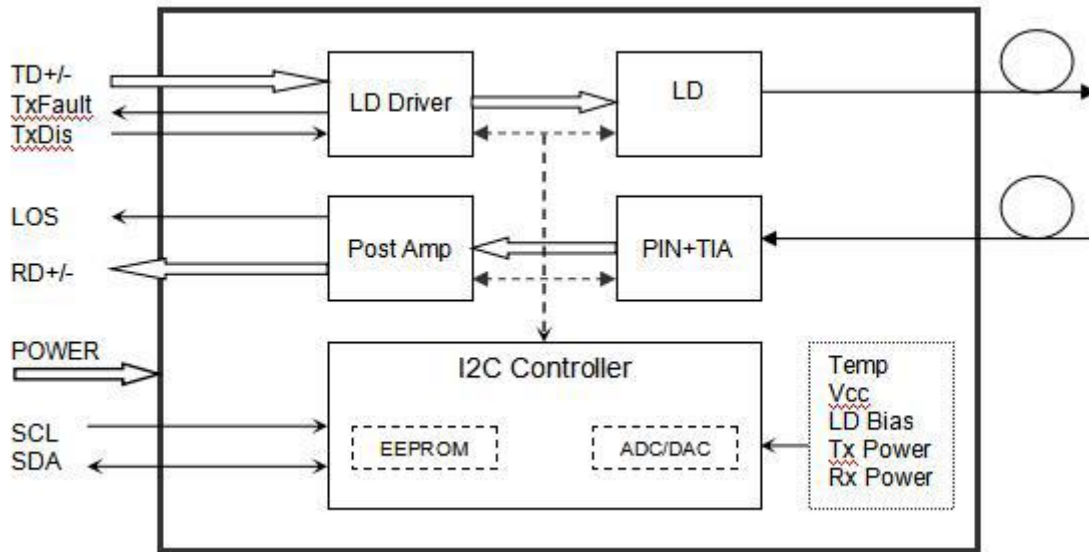 TD+/-
TxFault
TxDis
LD Driver
LD
LOS
RD+/-
Post Amp
PIN+TIA
POWER
SCL
SDA
I2C Controller
EEPROM
ADC/DAC
Temp
Vcc
LD Bias
Tx Power
Rx Power